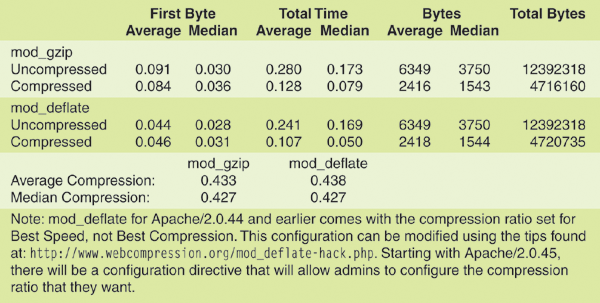 First Byte Total Time Bytes Total Bytes
Average Median Average Median Average Median
mod_gzip
Uncompressed 0.091 0.030 0.280 0.173 6349 3750 12392318
Compressed 0.084 0.036 0.128 0.079 2416 1543 4716160
mod_deflate
Uncompressed 0.044 0.028 0.241 0.169 6349 3750 12392318
Compressed 0.046 0.031 0.107 0.050 2418 1544 4720735
mod_gzip mod_deflate
Average Compression: 0.433 0.438
Median Compression: 0.427 0.427
Note: mod_deflate for Apache/2.0.44 and earlier comes with the compression ratio set for
Best Speed, not Best Compression. This configuration can be modified using the tips found
at: http://www.webcompression.org/mod_deflate-hack.php. Starting with Apache/2.0.45,
there will be a configuration directive that will allow admins to configure the compression
ratio that they want.